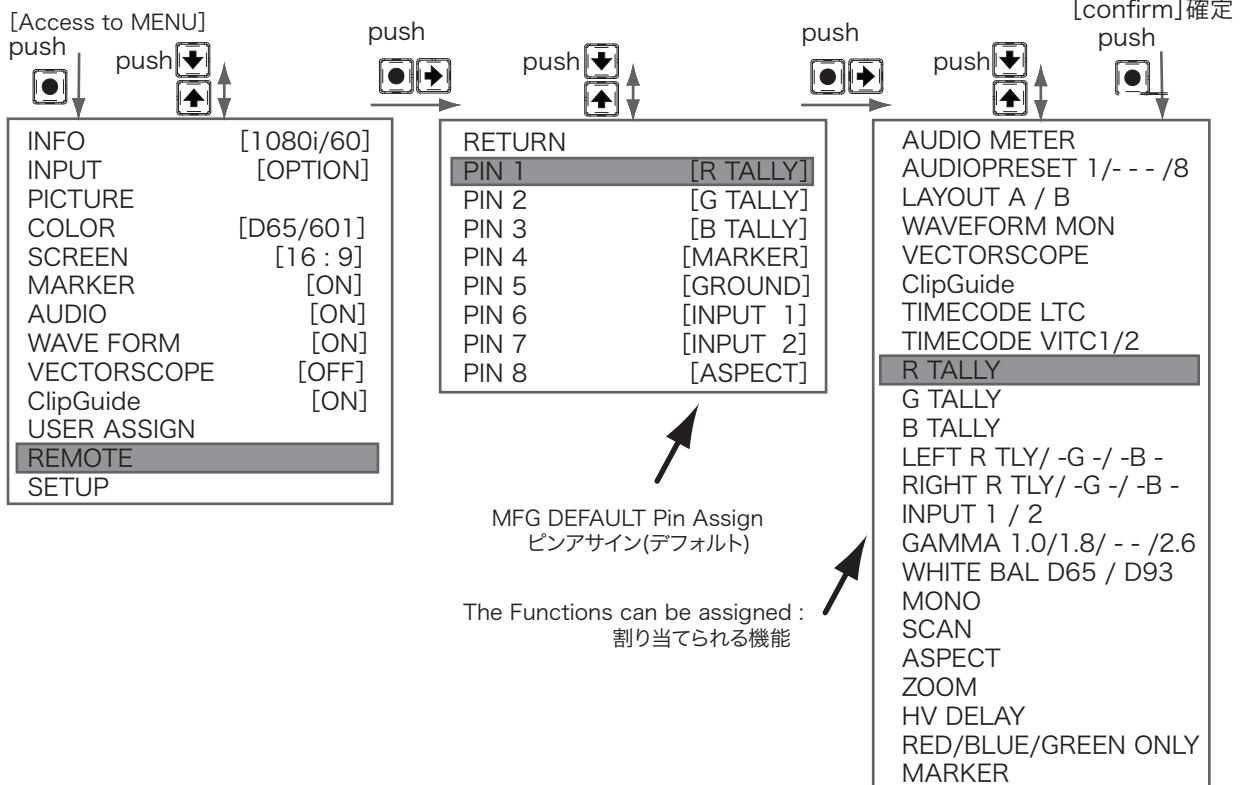 [Access to MENU]
push
push
push
push
push
push
[confirm]確定
push
INFO [1080i/60]
INPUT [OPTION]
PICTURE
COLOR [D65/601]
SCREEN [16 : 9]
MARKER [ON]
AUDIO [ON]
WAVE FORM [ON]
VECTORSCOPE [OFF]
ClipGuide [ON]
USER ASSIGN
REMOTE
SETUP
RETURN
PIN 1 [R TALLY]
PIN 2 [G TALLY]
PIN 3 [B TALLY]
PIN 4 [MARKER]
PIN 5 [GROUND]
PIN 6 [INPUT 1]
PIN 7 [INPUT 2]
PIN 8 [ASPECT]
MFG DEFAULT Pin Assign
ピンアサイン(デフォルト)
The Functions can be assigned :
割り当てられる機能
AUDIO METER
AUDIOPRESET 1/- - - /8
LAYOUT A / B
WAVEFORM MON
VECTORSCOPE
ClipGuide
TIMECODE LTC
TIMECODE VITC1/2
R TALLY
G TALLY
B TALLY
LEFT R TLY/ -G -/ -B -
RIGHT R TLY/ -G -/ -B -
INPUT 1 / 2
GAMMA 1.0/1.8/ - - /2.6
WHITE BAL D65 / D93
MONO
SCAN
ASPECT
ZOOM
HV DELAY
RED/BLUE/GREEN ONLY
MARKER